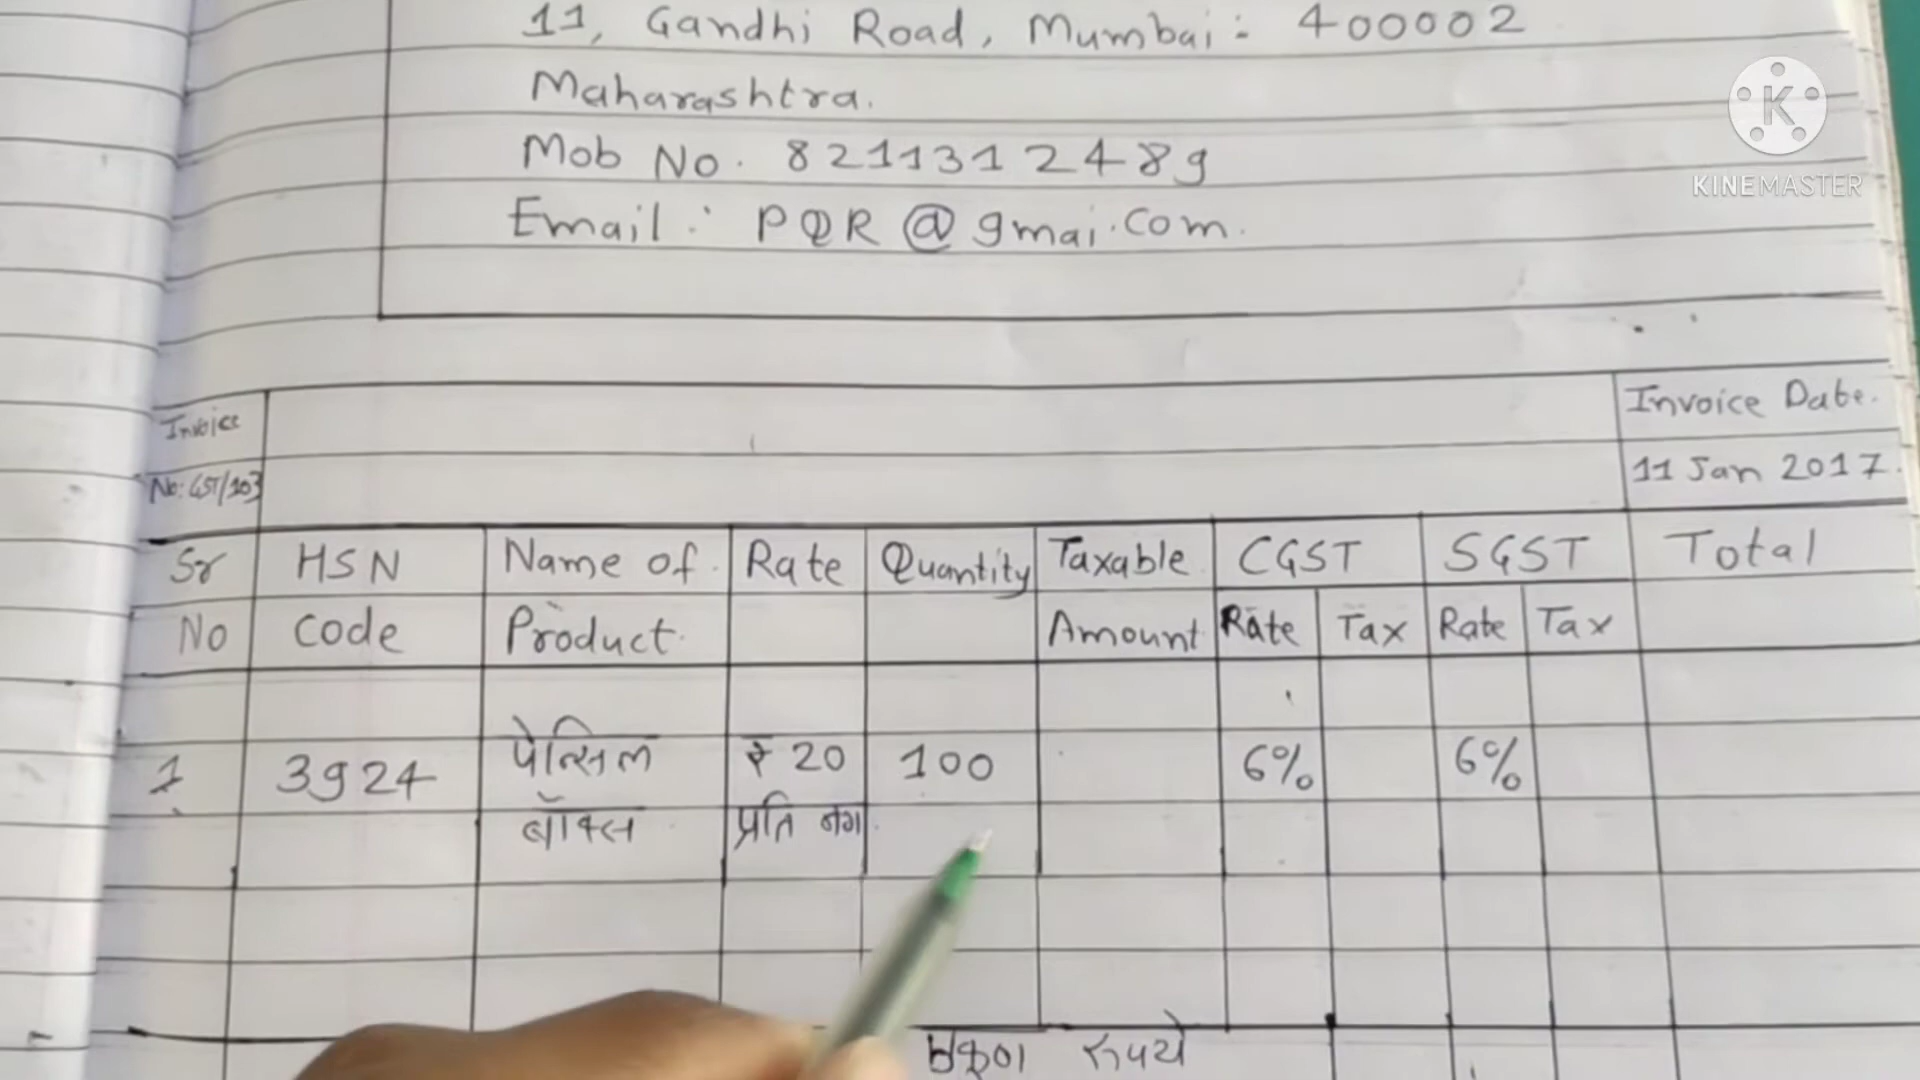 11, Gandhi Road, Mumbai: 400002
Maharashtra.
Mob No. 8211312489
Email: PQR@gmai.com.
KINEMASTER
Invoice
No: GST/103
Invoice Date.
11 Jan 2017.
Sr No
HSN Code
Name of Product.
Rate
Quantity
Taxable Amount
CGST
Rate Tax
SGST
Rate Tax
Total
1 3924 पेन्सिल ₹20 100 6% 6%
बॉक्स प्रति नग
एकूण रुपये